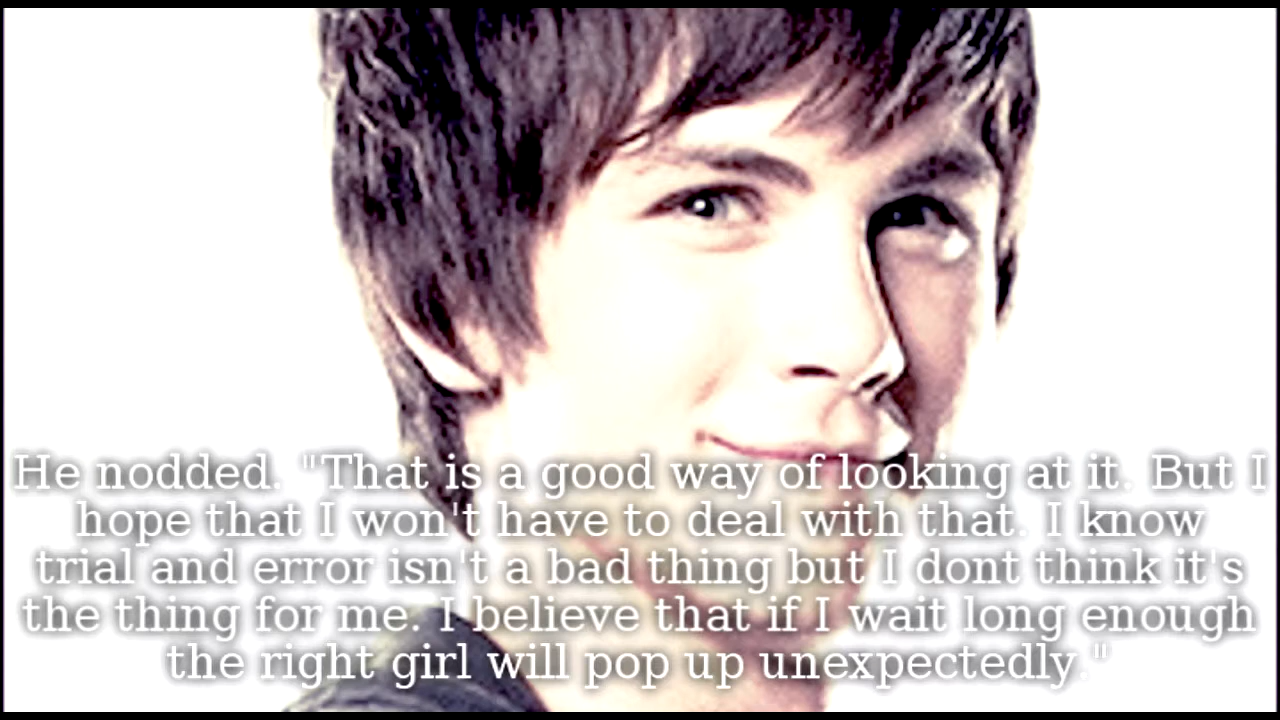 He nodded. "That is a good way of looking at it. But I
hope that I won't have to deal with that. I know
trial and error isn't a bad thing but I dont think it's
the thing for me. I believe that if I wait long enough
the right girl will pop up unexpectedly."